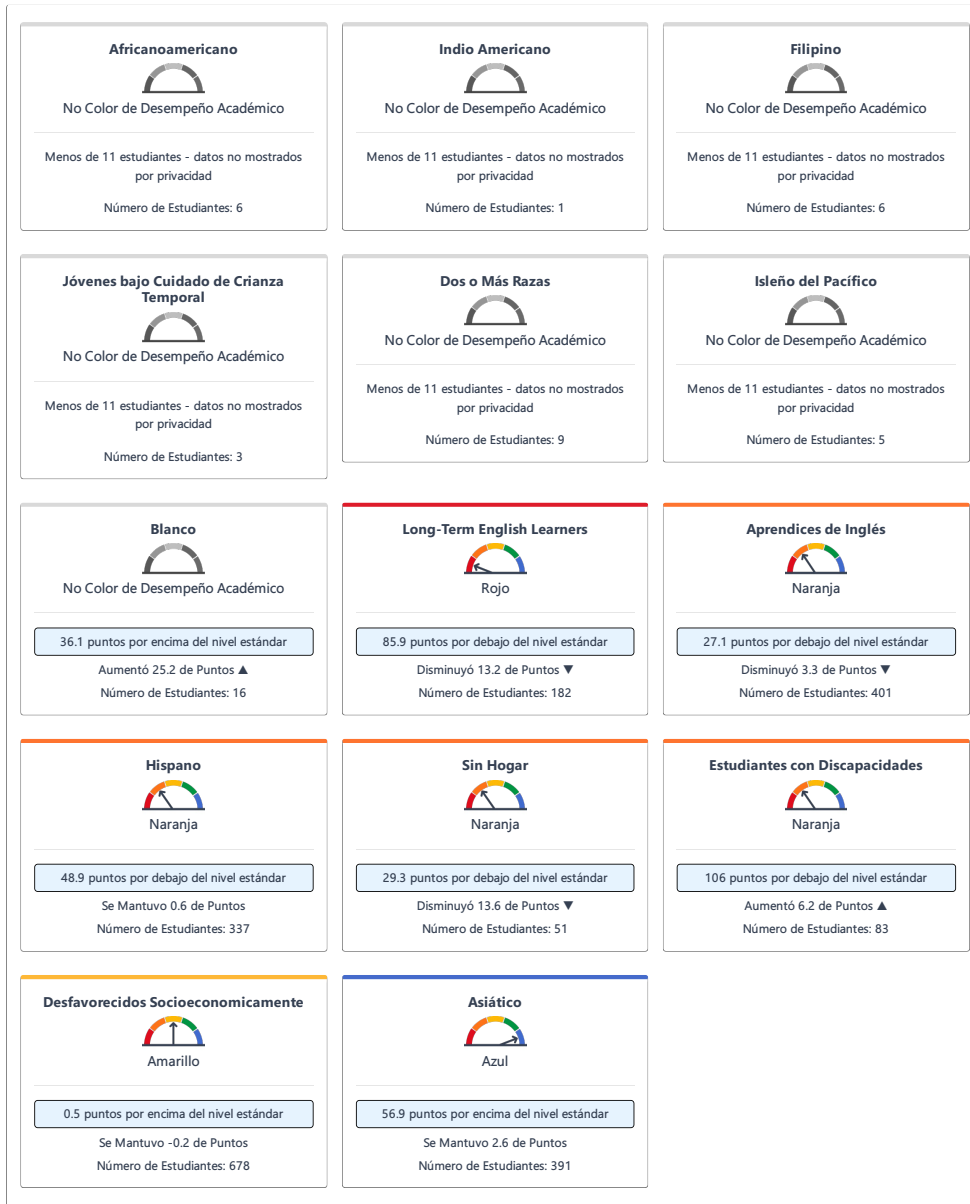 Africanoamericano
No Color de Desempeño Académico
Menos de 11 estudiantes - datos no mostrados
por privacidad
Número de Estudiantes: 6
Indio Americano
No Color de Desempeño Académico
Menos de 11 estudiantes - datos no mostrados
por privacidad
Número de Estudiantes: 1
Filipino
No Color de Desempeño Académico
Menos de 11 estudiantes - datos no mostrados
por privacidad
Número de Estudiantes: 6
Jóvenes bajo Cuidado de Crianza
Temporal
No Color de Desempeño Académico
Menos de 11 estudiantes - datos no mostrados
por privacidad
Número de Estudiantes: 3
Dos o Más Razas
No Color de Desempeño Académico
Menos de 11 estudiantes - datos no mostrados
por privacidad
Número de Estudiantes: 9
Isleño del Pacífico
No Color de Desempeño Académico
Menos de 11 estudiantes - datos no mostrados
por privacidad
Número de Estudiantes: 5
Blanco
No Color de Desempeño Académico
36.1 puntos por encima del nivel estándar
Aumentó 25.2 de Puntos ▲
Número de Estudiantes: 16
Long-Term English Learners
Rojo
85.9 puntos por debajo del nivel estándar
Disminuyó 13.2 de Puntos ▼
Número de Estudiantes: 182
Aprendices de Inglés
Naranja
27.1 puntos por debajo del nivel estándar
Disminuyó 3.3 de Puntos ▼
Número de Estudiantes: 401
Hispano
Naranja
48.9 puntos por debajo del nivel estándar
Se Mantuvo 0.6 de Puntos
Número de Estudiantes: 337
Sin Hogar
Naranja
29.3 puntos por debajo del nivel estándar
Disminuyó 13.6 de Puntos ▼
Número de Estudiantes: 51
Estudiantes con Discapacidades
Naranja
106 puntos por debajo del nivel estándar
Aumentó 6.2 de Puntos ▲
Número de Estudiantes: 83
Desfavorecidos Socioeconomicamente
Amarillo
0.5 puntos por encima del nivel estándar
Se Mantuvo -0.2 de Puntos
Número de Estudiantes: 678
Asiático
Azul
56.9 puntos por encima del nivel estándar
Se Mantuvo 2.6 de Puntos
Número de Estudiantes: 391